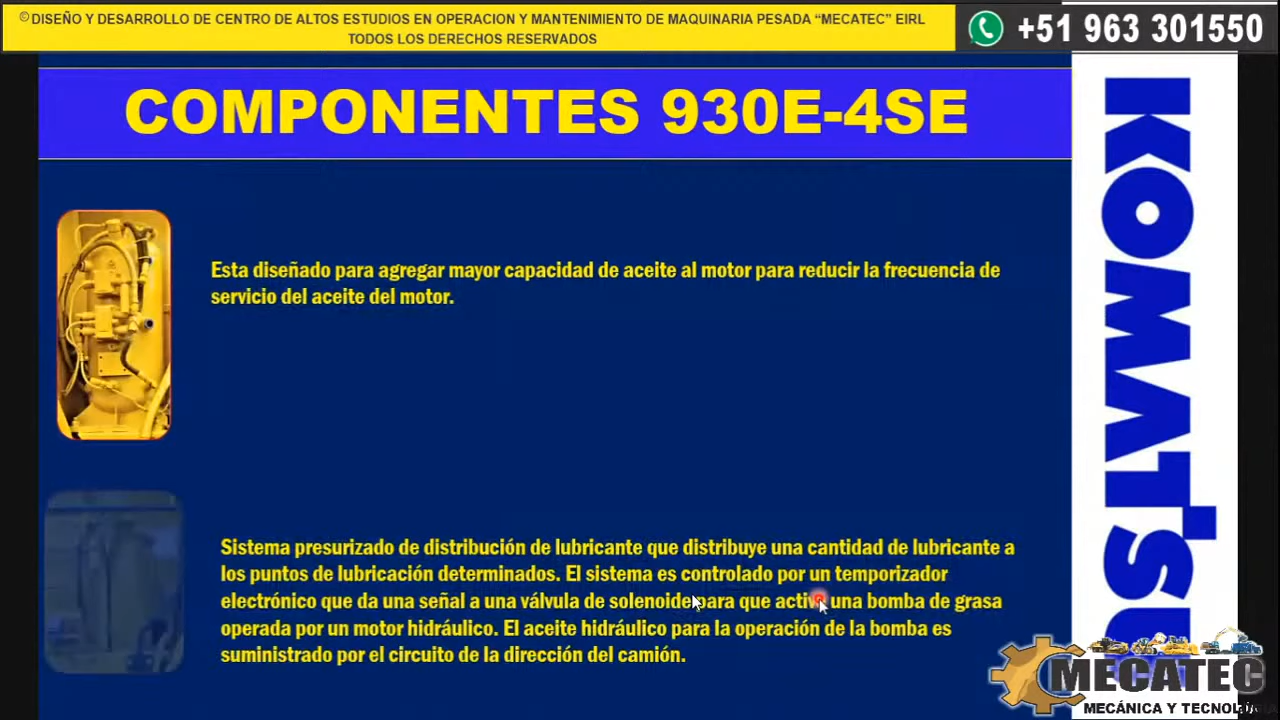 © DISEÑO Y DESARROLLO DE CENTRO DE ALTOS ESTUDIOS EN OPERACION Y MANTENIMIENTO DE MAQUINARIA PESADA “MECATEC” EIRL
TODOS LOS DERECHOS RESERVADOS
+51 963 301550
COMPONENTES 930E-4SE
Esta diseñado para agregar mayor capacidad de aceite al motor para reducir la frecuencia de
servicio del aceite del motor.
Sistema presurizado de distribución de lubricante que distribuye una cantidad de lubricante a
los puntos de lubricación determinados. El sistema es controlado por un temporizador
electrónico que da una señal a una válvula de solenoide para que active una bomba de grasa
operada por un motor hidráulico. El aceite hidráulico para la operación de la bomba es
suministrado por el circuito de la dirección del camión.
KOMATSU
MECATEC
MECÁNICA Y TECNOLOGIA